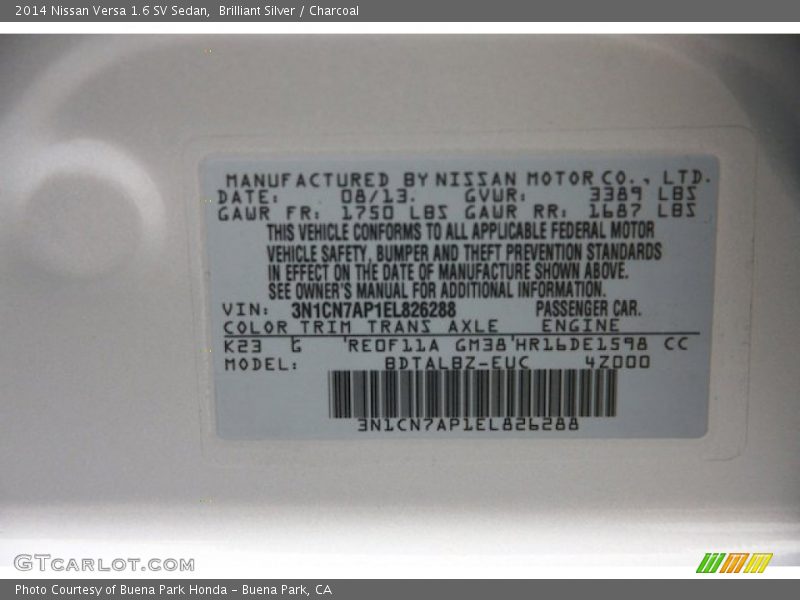 2014 Nissan Versa 1.6 SV Sedan,  Brilliant Silver / Charcoal
MANUFACTURED BY NISSAN MOTOR CO., LTD.
DATE: 08/13. GVWR: 3389 LBS
GAWR FR: 1750 LBS GAWR RR: 1687 LBS
THIS VEHICLE CONFORMS TO ALL APPLICABLE FEDERAL MOTOR
VEHICLE SAFETY, BUMPER AND THEFT PREVENTION STANDARDS
IN EFFECT ON THE DATE OF MANUFACTURE SHOWN ABOVE.
SEE OWNER'S MANUAL FOR ADDITIONAL INFORMATION.
VIN: 3N1CN7AP1EL826288 PASSENGER CAR.
COLOR TRIM TRANS AXLE ENGINE
K23 G 'RE0F11A GM38'HR16DE1598 CC
MODEL: BDTALBZ-EUC 4Z000
3N1CN7AP1EL826288
GTCARLOT.COM
Photo Courtesy of Buena Park Honda - Buena Park, CA